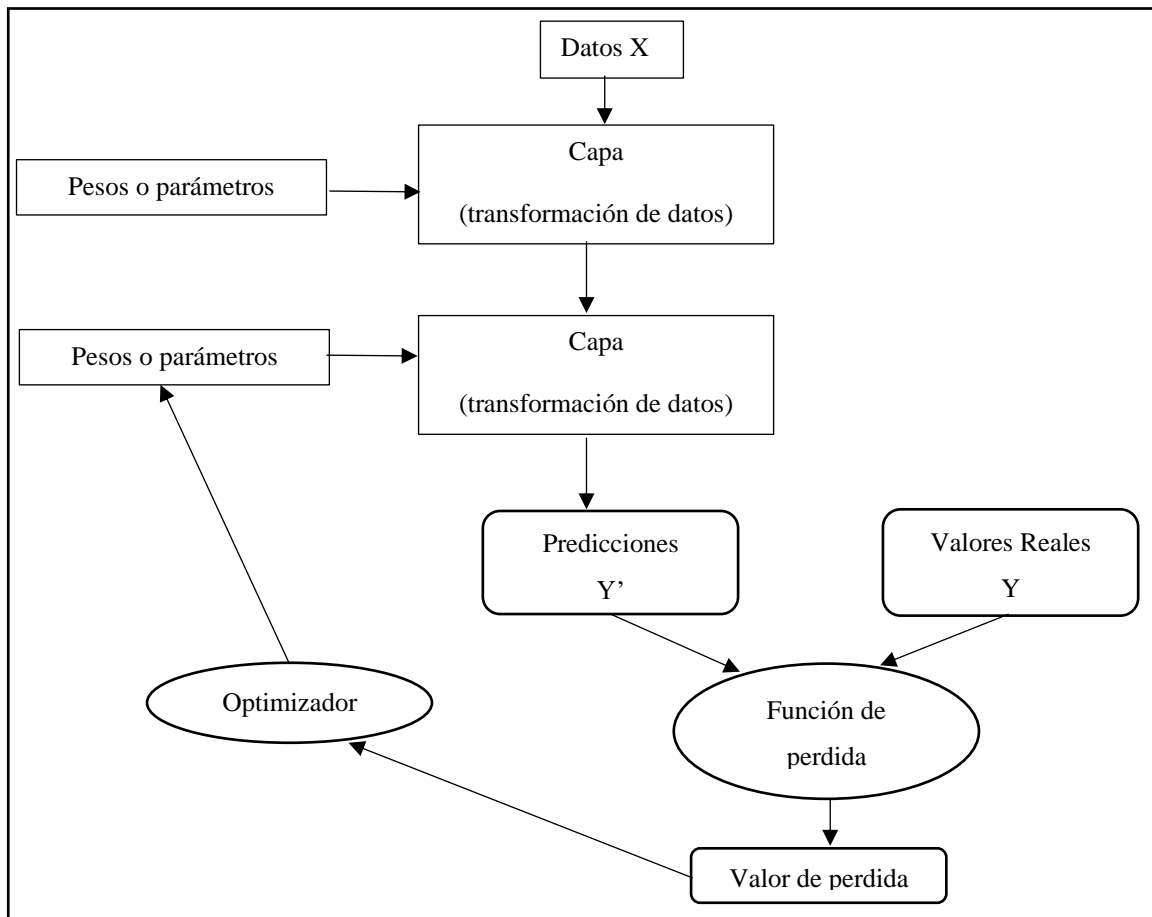 Datos X
Capa
(transformación de datos)
Pesos o parámetros
Capa
(transformación de datos)
Pesos o parámetros
Predicciones
Y’
Valores Reales
Y
Optimizador
Función de
perdida
Valor de perdida